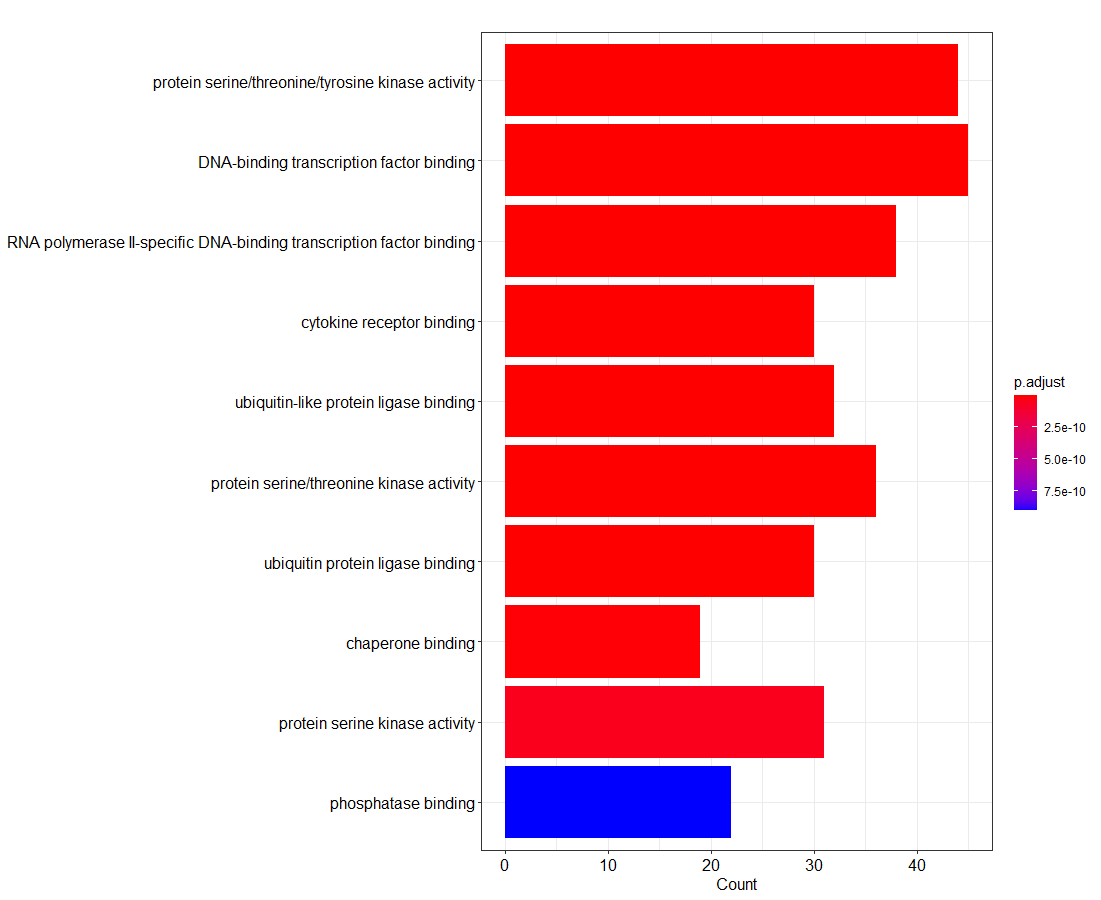 protein serine/threonine/tyrosine kinase activity
DNA-binding transcription factor binding
RNA polymerase II-specific DNA-binding transcription factor binding
cytokine receptor binding
ubiquitin-like protein ligase binding
protein serine/threonine kinase activity
ubiquitin protein ligase binding
chaperone binding
protein serine kinase activity
phosphatase binding
0 10 20 30 40
Count
p.adjust
2.5e-10
5.0e-10
7.5e-10